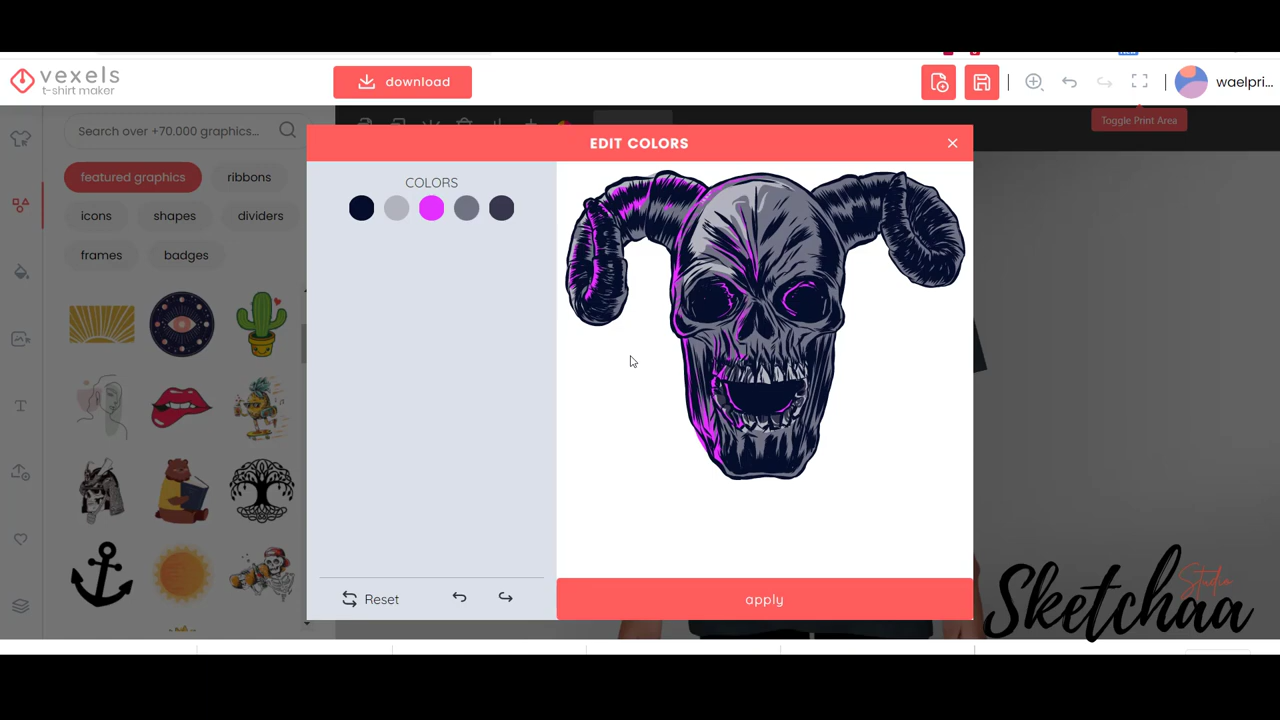 vexels
t-shirt maker
download
waelpri...
Toggle Print Area
Search over +70.000 graphics...
featured graphics
ribbons
icons
shapes
dividers
frames
badges
EDIT COLORS
COLORS
Reset
apply
Sketchaa
Studio